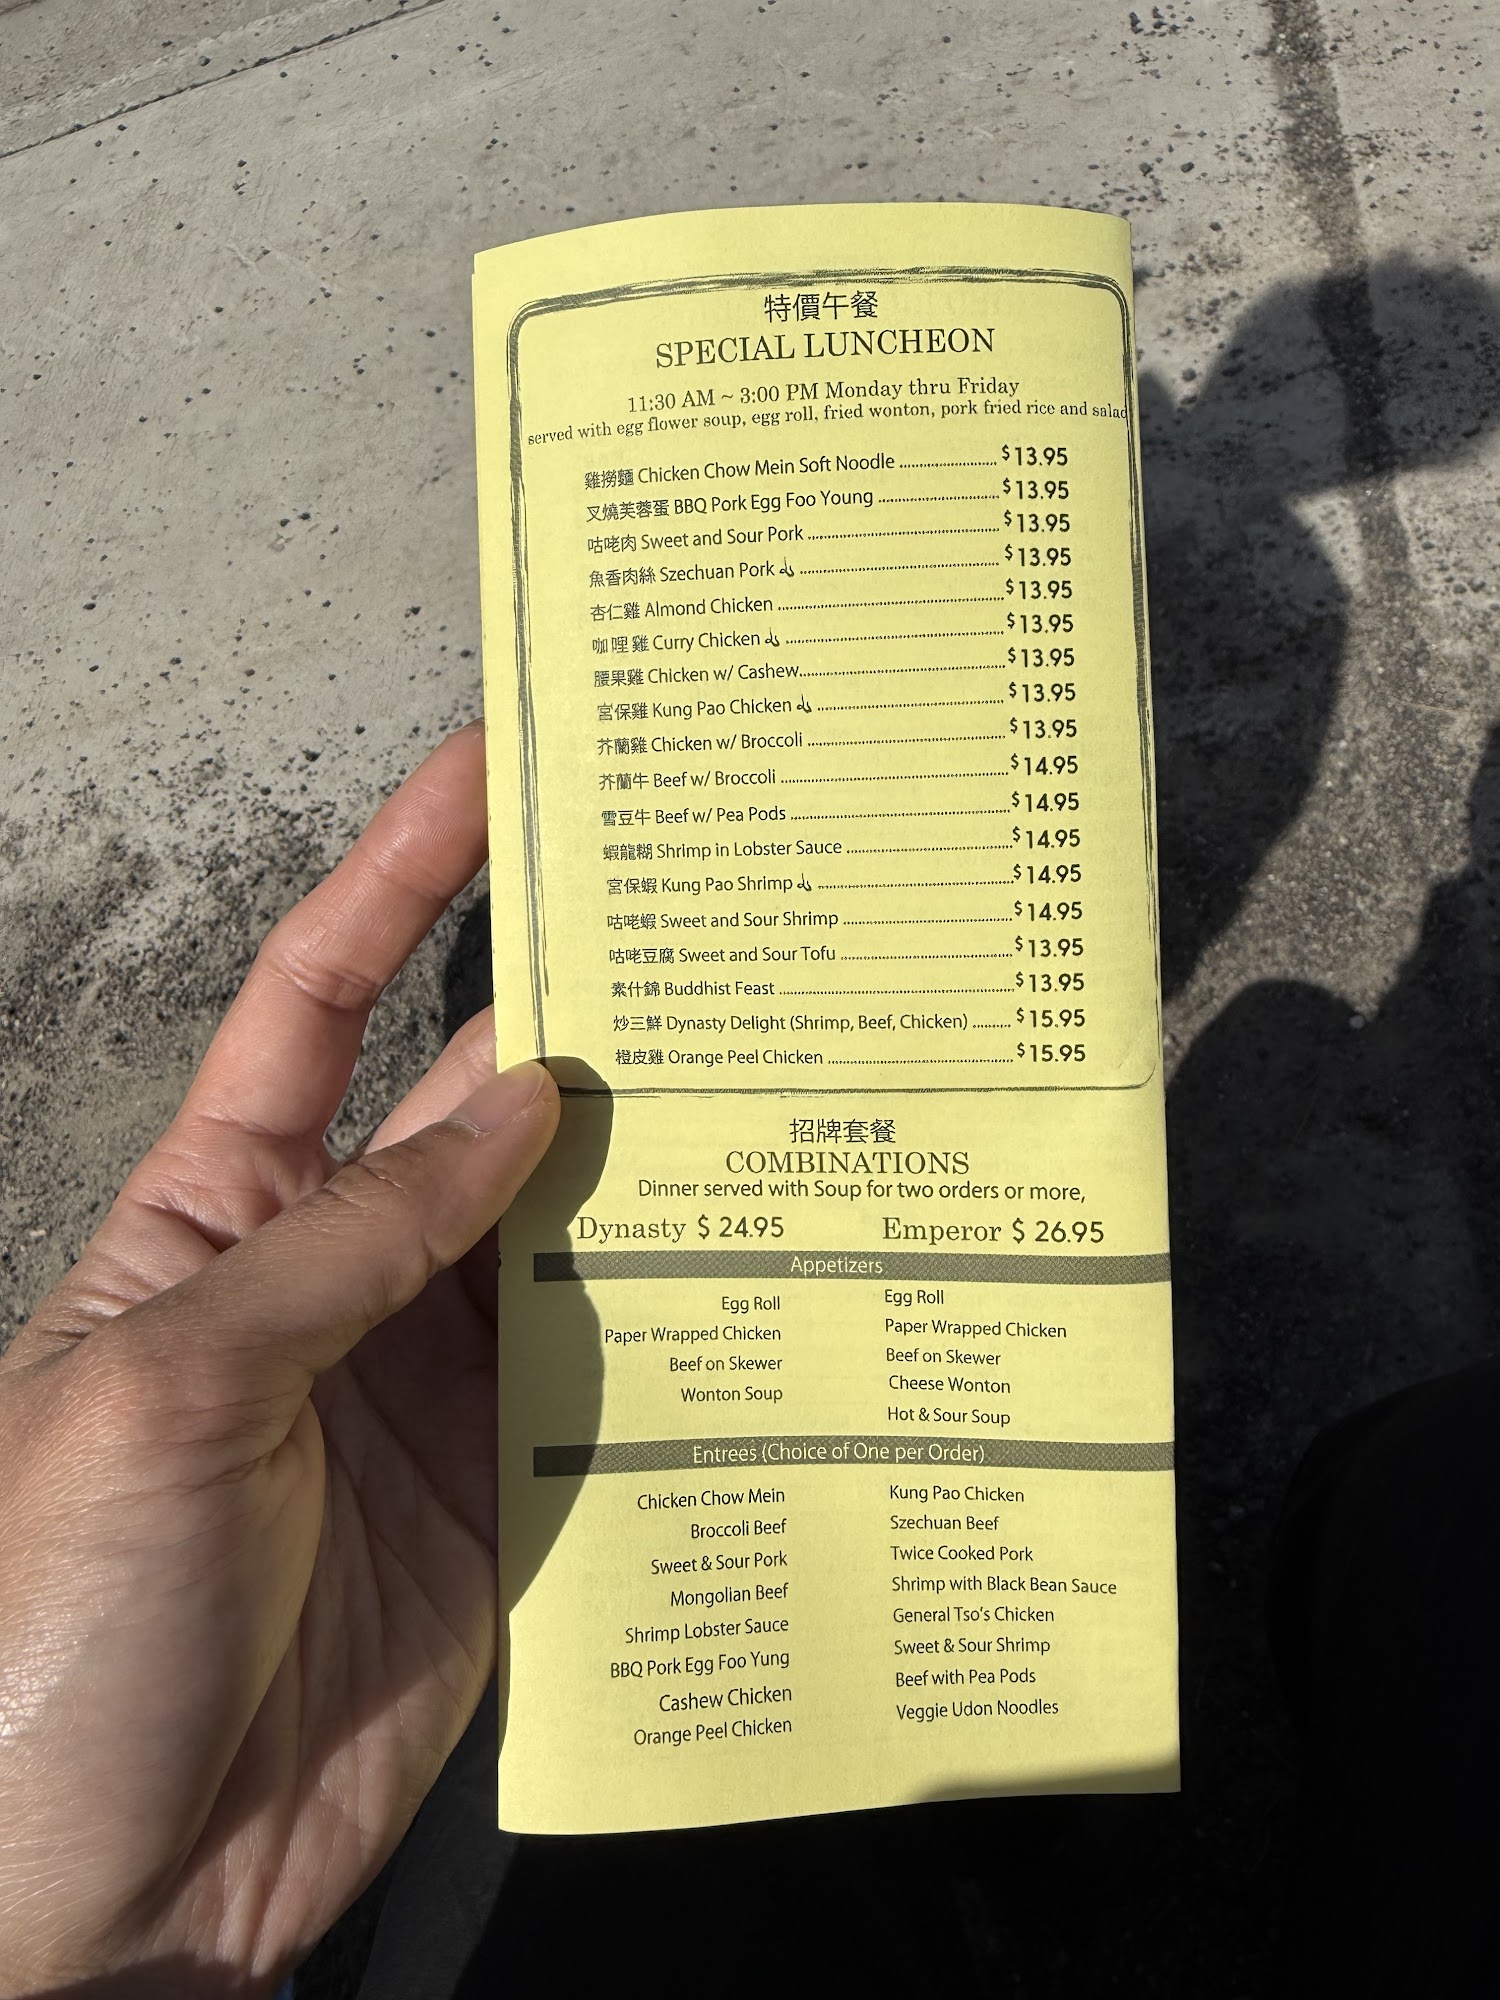 特價午餐
SPECIAL LUNCHEON
11:30 AM ~ 3:00 PM Monday thru Friday
served with egg flower soup, egg roll, fried wonton, pork fried rice and salad
雞撈麵 Chicken Chow Mein Soft Noodle $13.95
叉燒芙蓉蛋 BBQ Pork Egg Foo Young $13.95
咕咾肉 Sweet and Sour Pork $13.95
魚香肉絲 Szechuan Pork $13.95
杏仁雞 Almond Chicken $13.95
咖哩雞 Curry Chicken $13.95
腰果雞 Chicken w/ Cashew $13.95
宮保雞 Kung Pao Chicken $13.95
芥蘭雞 Chicken w/ Broccoli $13.95
芥蘭牛 Beef w/ Broccoli $14.95
雪豆牛 Beef w/ Pea Pods $14.95
蝦龍糊 Shrimp in Lobster Sauce $14.95
宮保蝦 Kung Pao Shrimp $14.95
咕咾蝦 Sweet and Sour Shrimp $14.95
咕咾豆腐 Sweet and Sour Tofu $13.95
素什錦 Buddhist Feast $13.95
炒三鮮 Dynasty Delight (Shrimp, Beef, Chicken) $15.95
橙皮雞 Orange Peel Chicken $15.95
招牌套餐
COMBINATIONS
Dinner served with Soup for two orders or more,
Dynasty $ 24.95 Emperor $ 26.95
Appetizers
Egg Roll Egg Roll
Paper Wrapped Chicken Paper Wrapped Chicken
Beef on Skewer Beef on Skewer
Wonton Soup Cheese Wonton
Hot & Sour Soup
Entrees (Choice of One per Order)
Chicken Chow Mein Kung Pao Chicken
Broccoli Beef Szechuan Beef
Sweet & Sour Pork Twice Cooked Pork
Mongolian Beef Shrimp with Black Bean Sauce
Shrimp Lobster Sauce General Tso's Chicken
BBQ Pork Egg Foo Yung Sweet & Sour Shrimp
Cashew Chicken Beef with Pea Pods
Orange Peel Chicken Veggie Udon Noodles